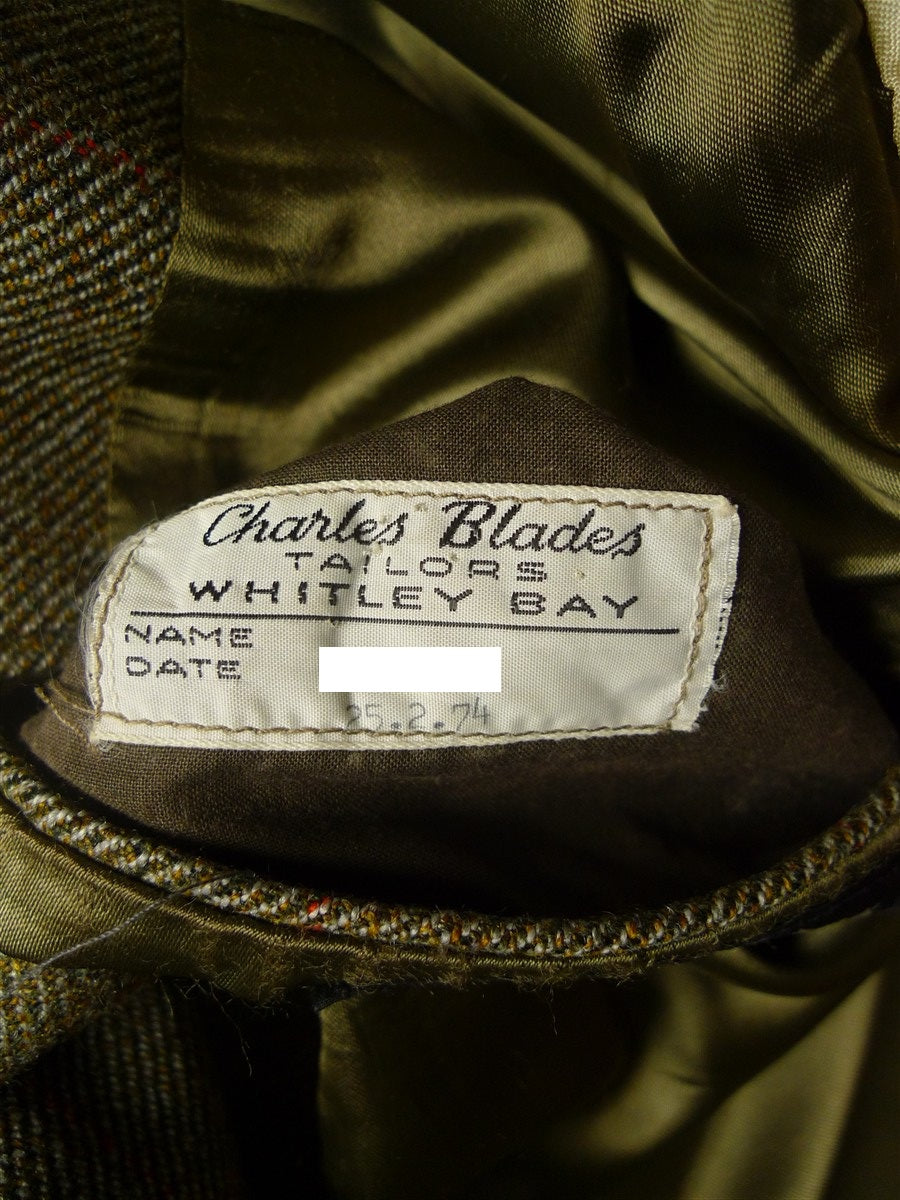 Charles Blades
TAILORS
WHITLEY BAY
NAME
DATE
25.2.74